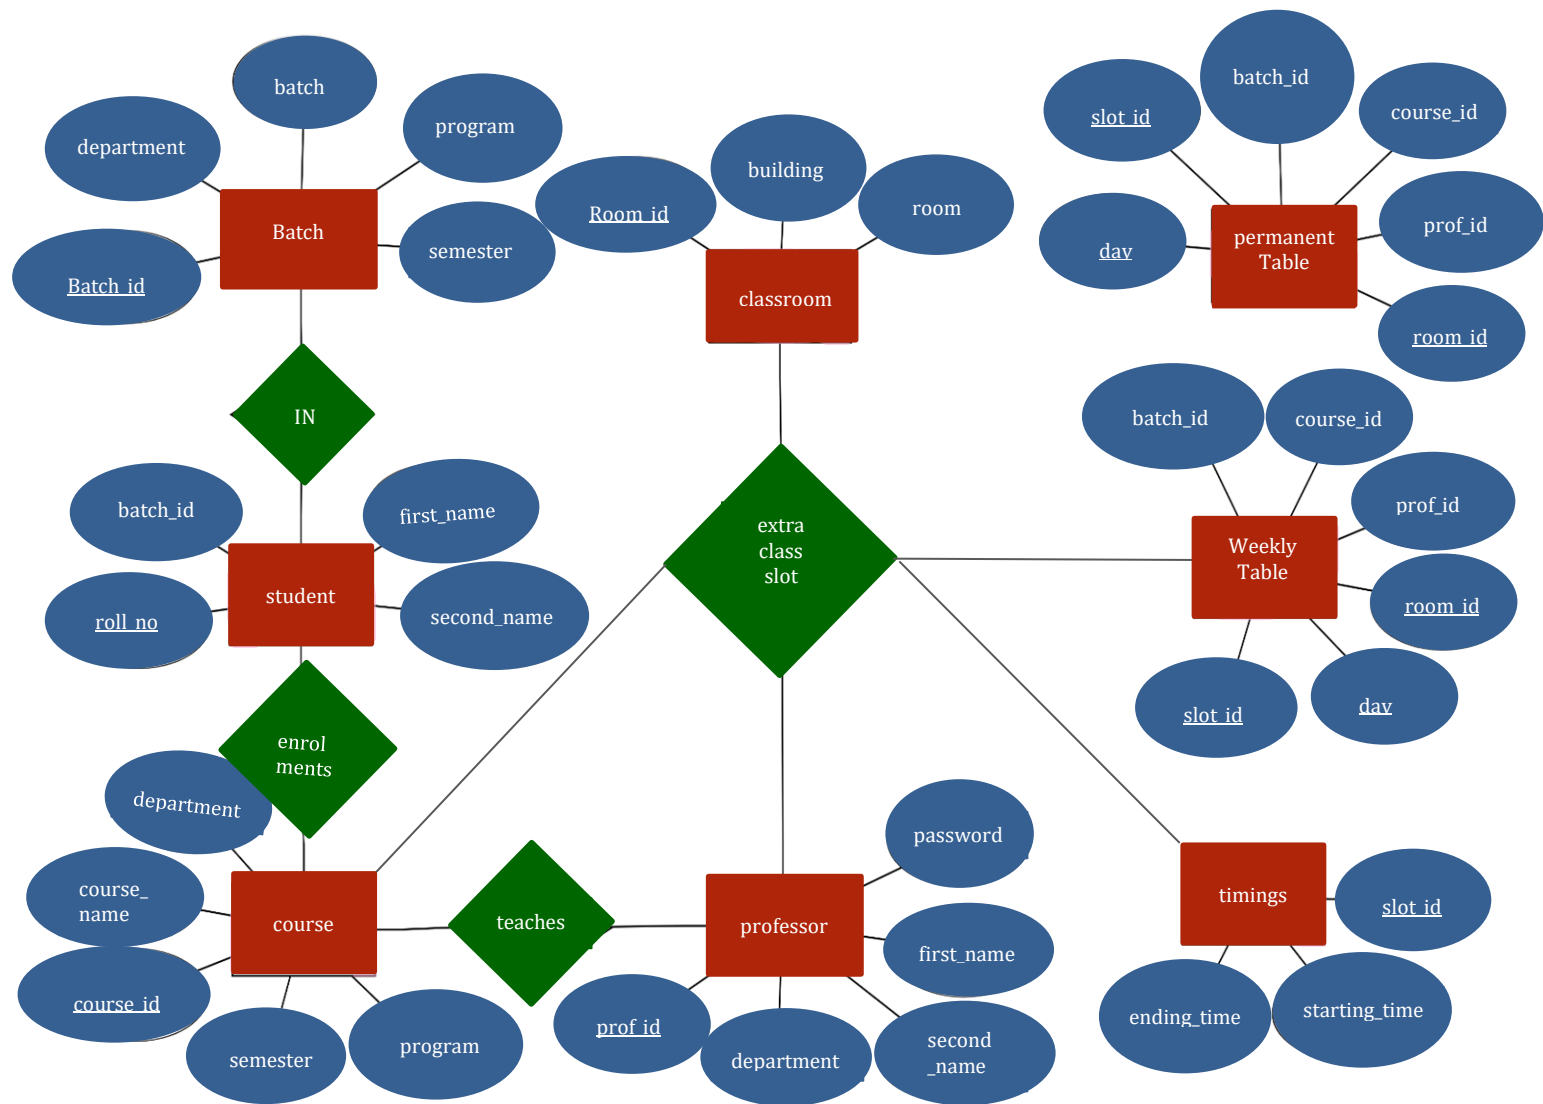 batch
department
program
Batch
semester
Batch_id
IN
batch_id
first_name
student
roll_no
second_name
enrol
ments
department
course_
name
course
course_id
semester
program
teaches
building
Room_id
room
classroom
extra
class
slot
password
professor
first_name
prof_id
department
second
_name
batch_id
slot_id
course_id
permanent
Table
prof_id
day
room_id
batch_id
course_id
prof_id
Weekly
Table
room_id
slot_id
day
timings
slot_id
ending_time
starting_time